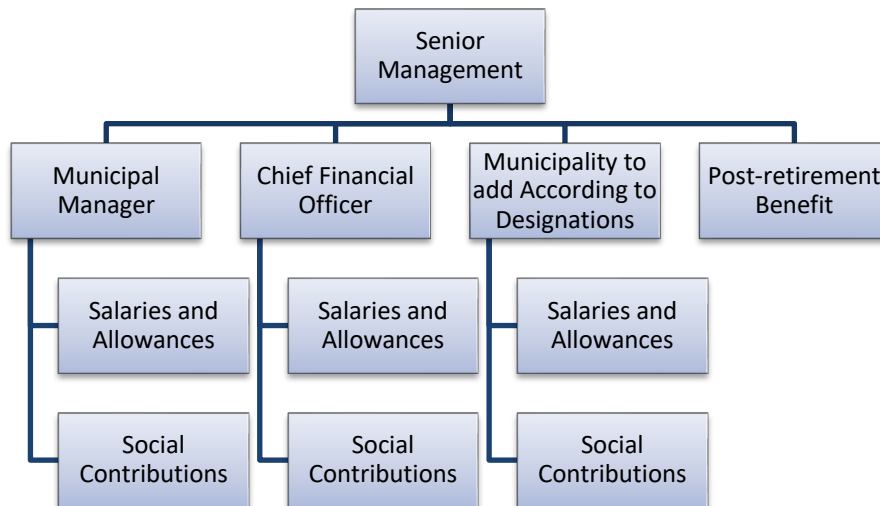 Senior
Management
Municipal
Manager
Chief Financial
Officer
Municipality to
add According to
Designations
Post-retirement
Benefit
Salaries and
Allowances
Salaries and
Allowances
Salaries and
Allowances
Social
Contributions
Social
Contributions
Social
Contributions